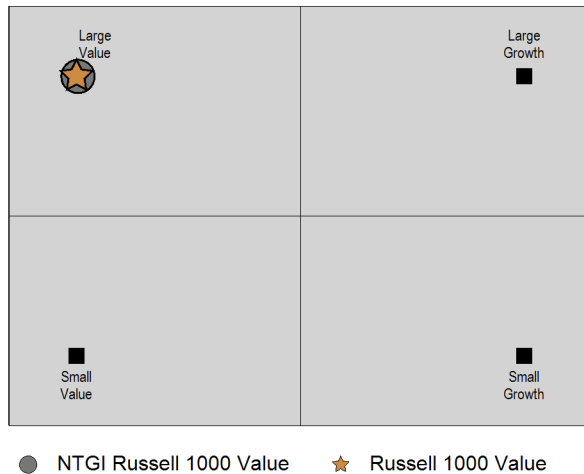 Large
Value
Large
Growth
Small
Value
Small
Growth
NTGI Russell 1000 Value
Russell 1000 Value